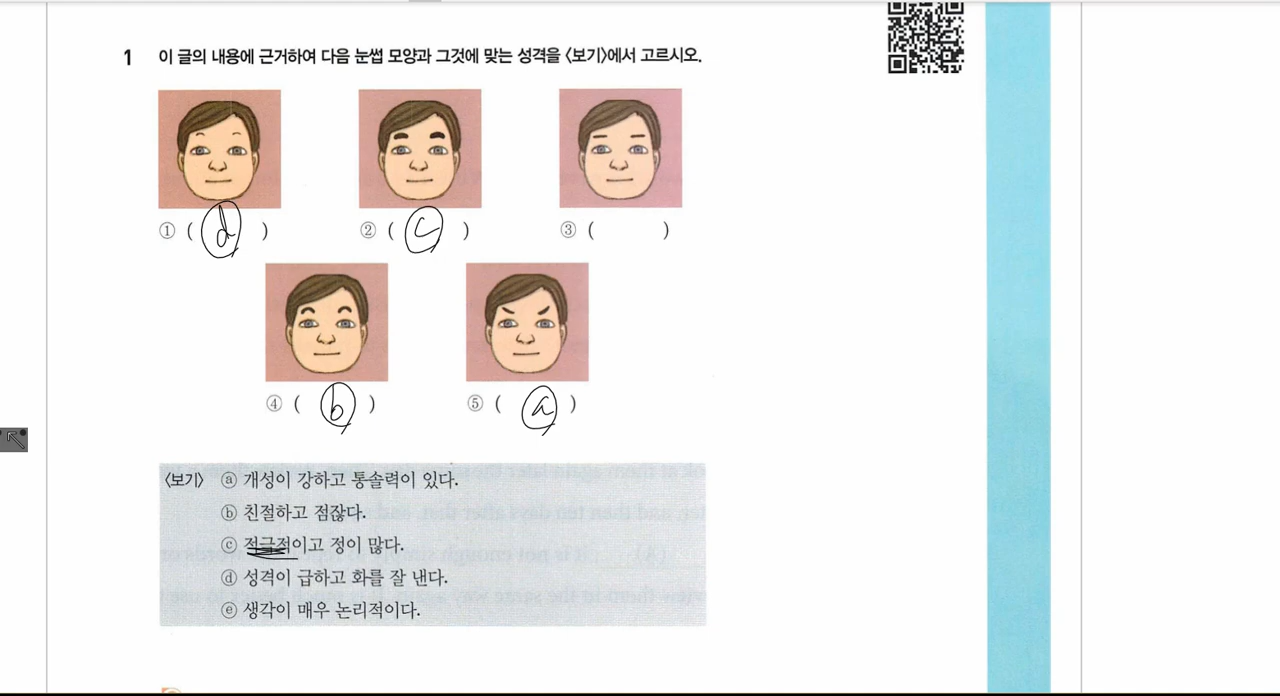 1 이 글의 내용에 근거하여 다음 눈썹 모양과 그것에 맞는 성격을 〈보기〉에서 고르시오.
① ( d ) ② ( c ) ③ ( )
④ ( b ) ⑤ ( a )
〈보기〉 ⓐ 개성이 강하고 통솔력이 있다.
ⓑ 친절하고 점잖다.
ⓒ 적극적이고 정이 많다.
ⓓ 성격이 급하고 화를 잘 낸다.
ⓔ 생각이 매우 논리적이다.